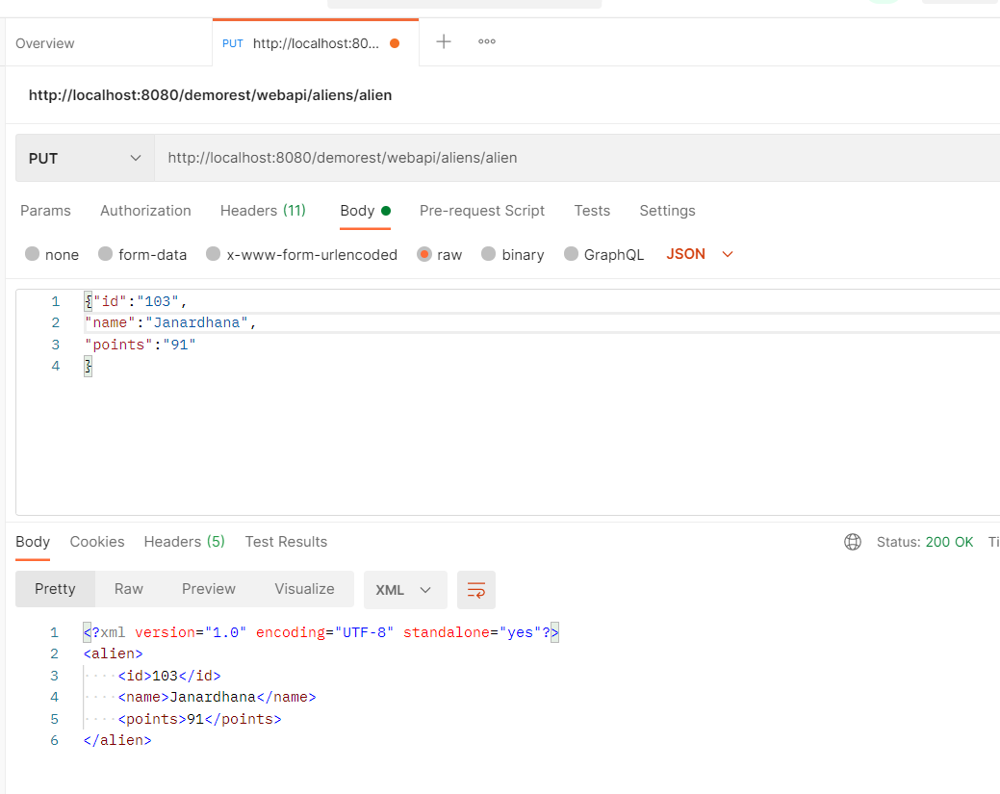 Overview PUT http://localhost:80...
http://localhost:8080/demorest/webapi/aliens/alien
PUT http://localhost:8080/demorest/webapi/aliens/alien
Params Authorization Headers (11) Body Pre-request Script Tests Settings
none form-data x-www-form-urlencoded raw binary GraphQL JSON
1 {"id":"103",
2 "name":"Janardhana",
3 "points":"91"
4 }
Body Cookies Headers (5) Test Results Status: 200 OK Ti
Pretty Raw Preview Visualize XML
1 <?xml version="1.0" encoding="UTF-8" standalone="yes"?>
2 <alien>
3 <id>103</id>
4 <name>Janardhana</name>
5 <points>91</points>
6 </alien>